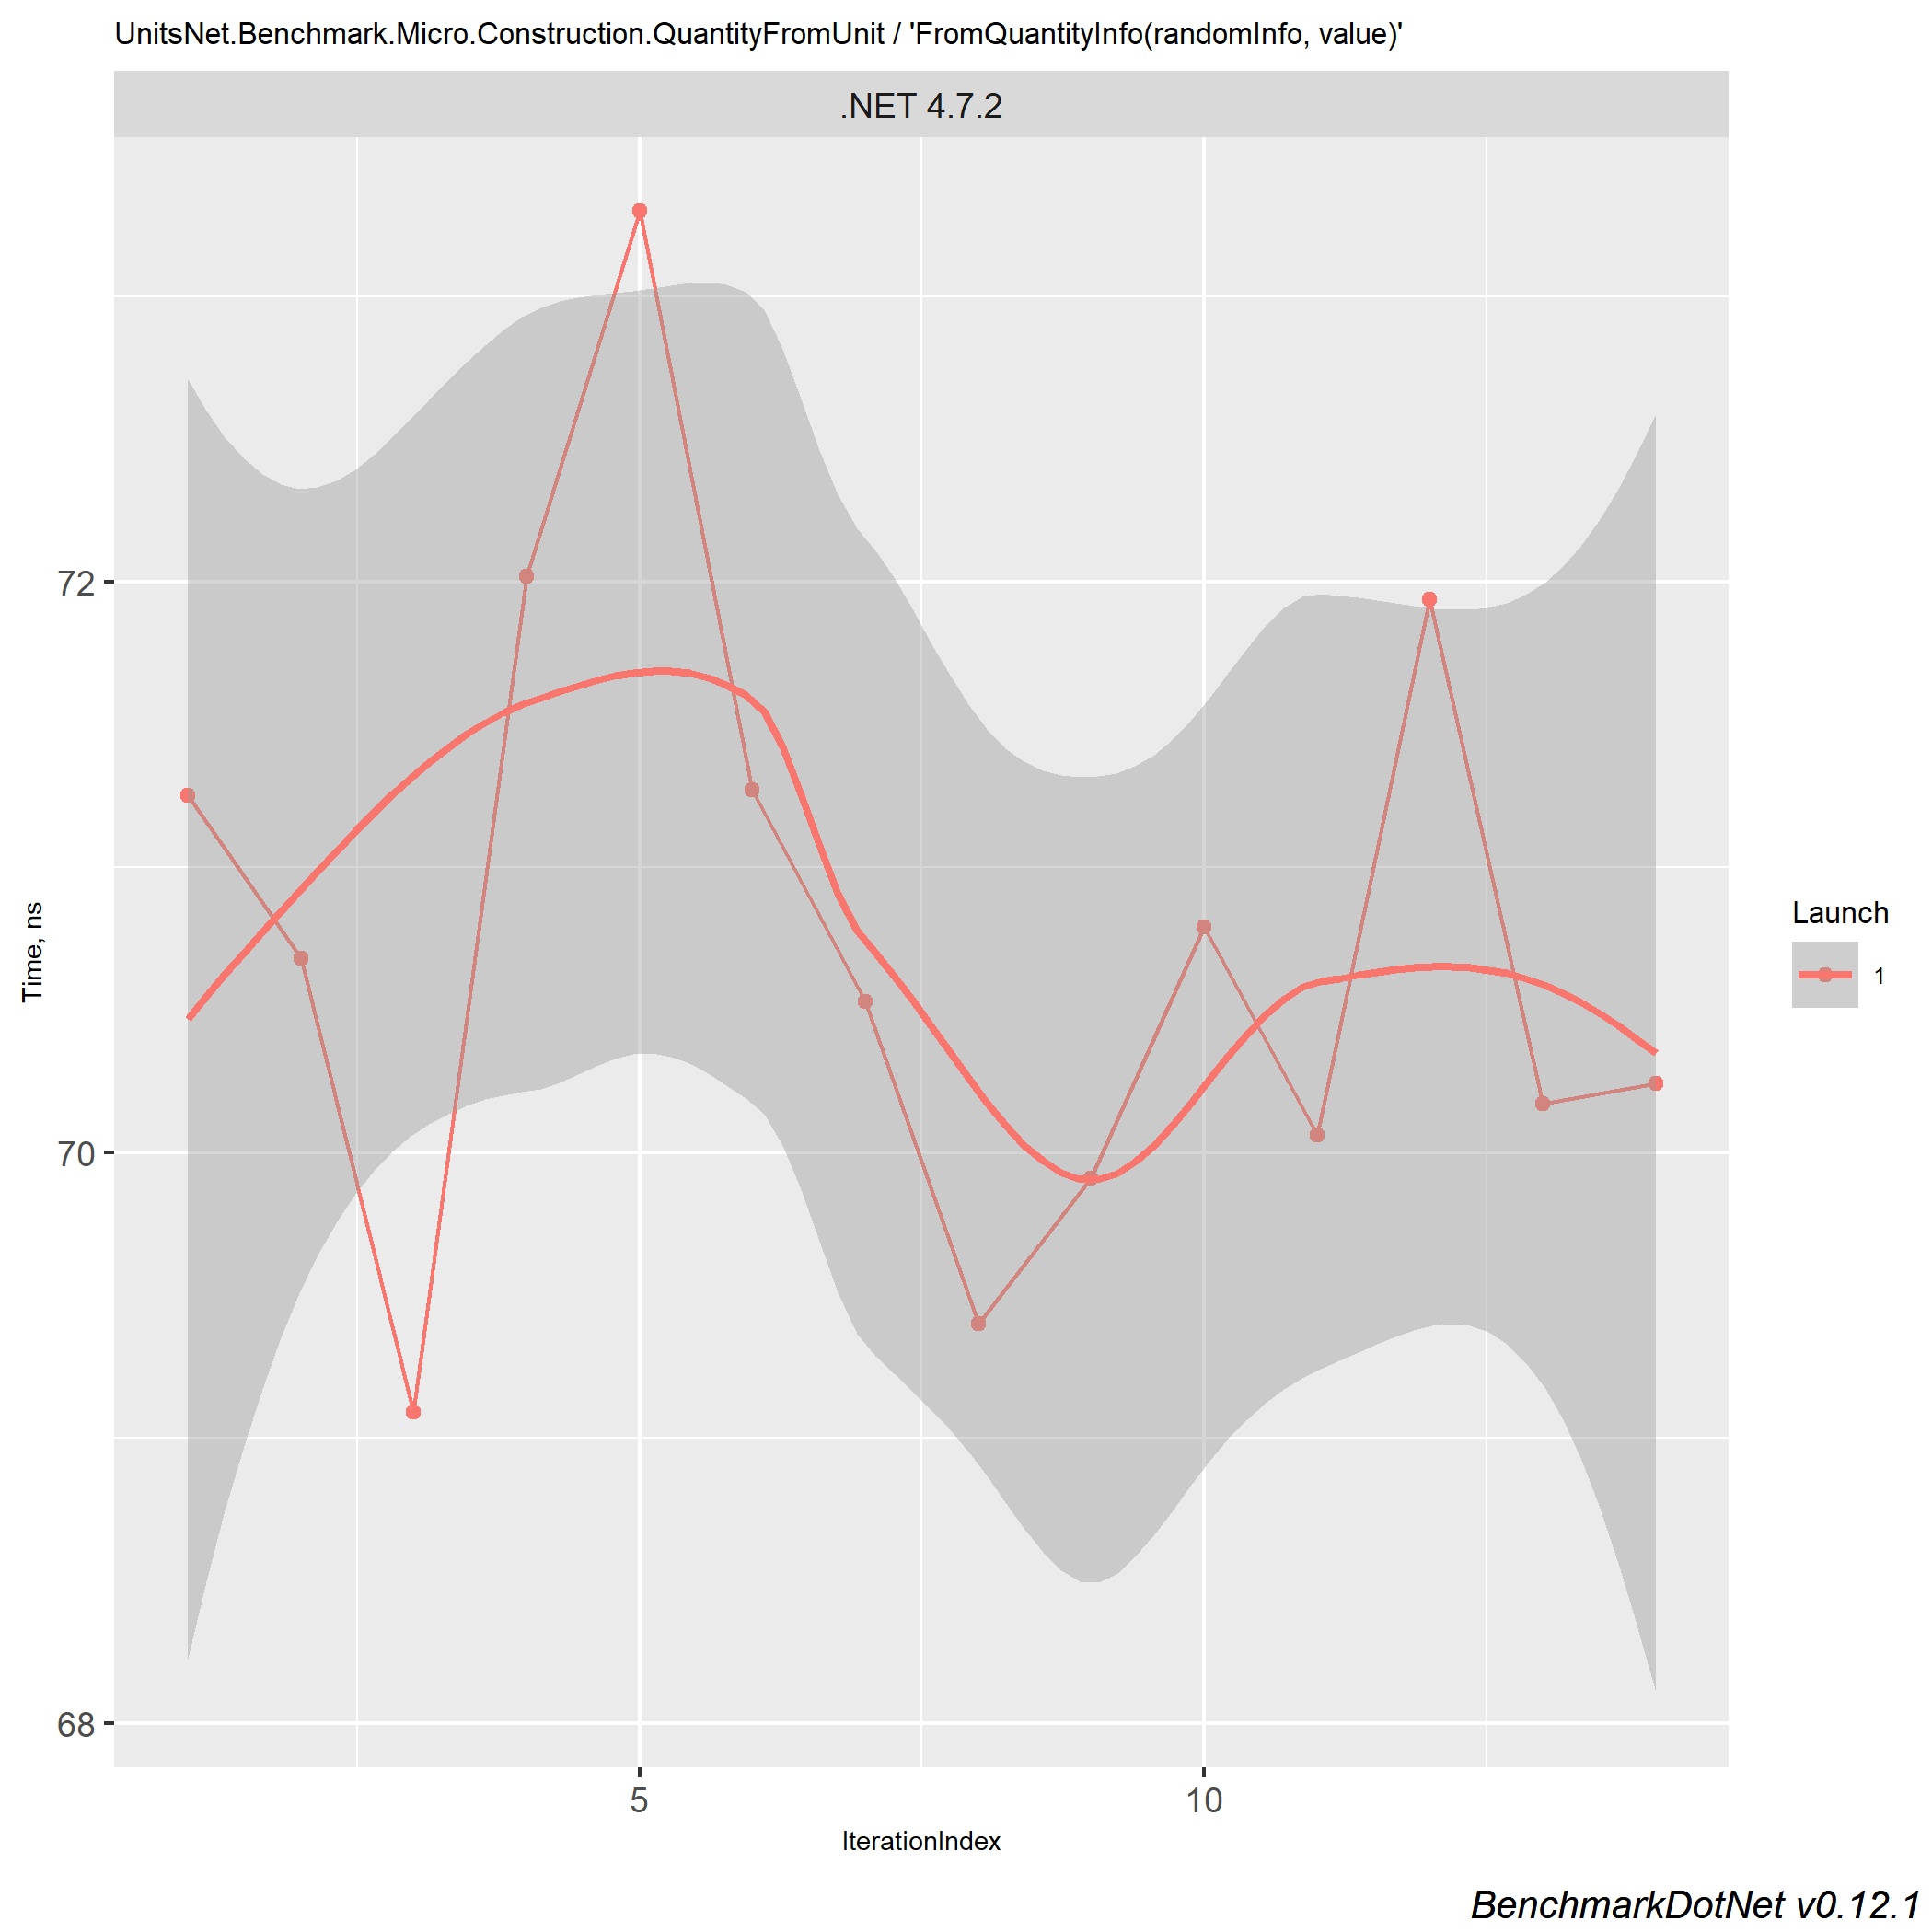 UnitsNet.Benchmark.Micro.Construction.QuantityFromUnit / 'FromQuantityInfo(randomInfo, value)'
.NET 4.7.2
72
70
68
Time, ns
5
10
IterationIndex
Launch
1
BenchmarkDotNet v0.12.1